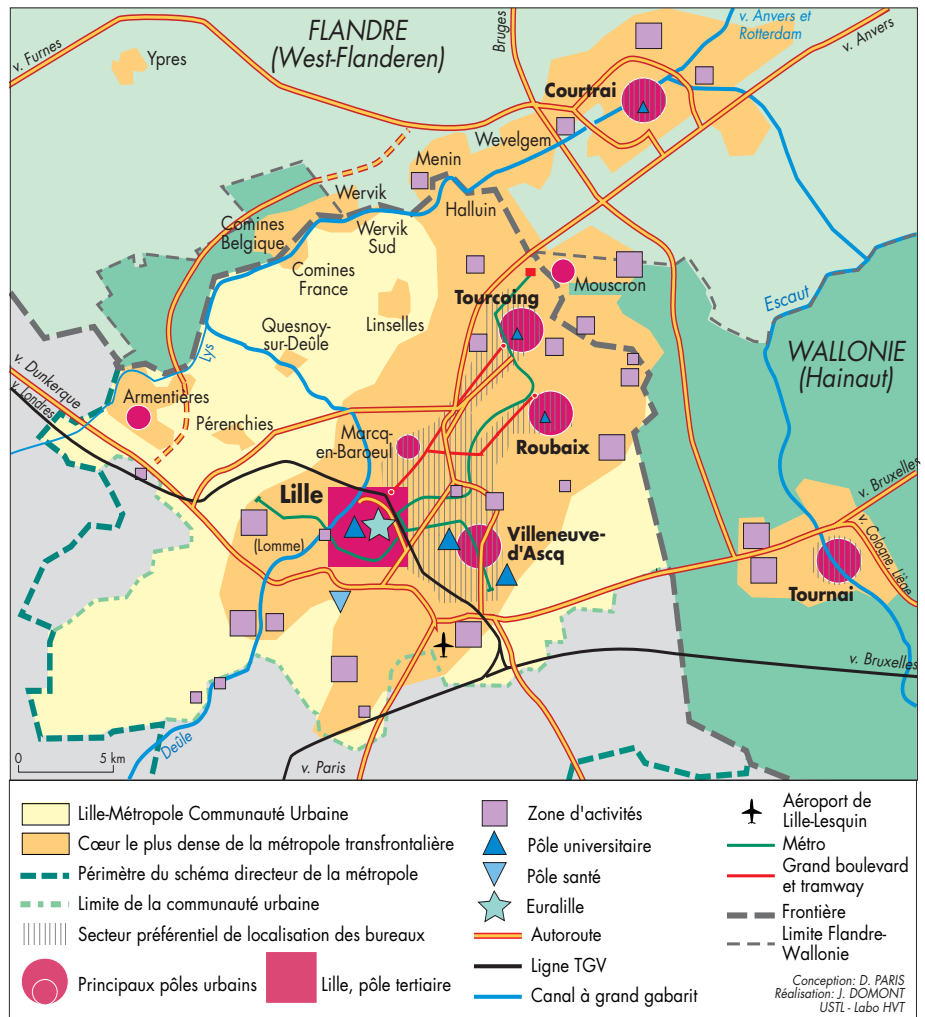 FLANDRE
(West-Flanderen)
v. Furnes
Ypres
Bruges
v. Anvers et
Rotterdam
v. Anvers
Courtrai
Wevelgem
Menin
Wervik
Halluin
Comines
Belgique
Wervik
Sud
Comines
France
Tourcoing
Mouscron
Linselles
Escaut
Quesnoy-
sur-Deûle
Lys
WALLONIE
(Hainaut)
v. Dunkerque
v. Londres
Armentières
Pérenchies
Marcq-
en-Barœul
Roubaix
Lille
(Lomme)
Villeneuve-
d'Ascq
v. Bruxelles
v. Cologne, Liège
Tournai
v. Bruxelles
Deûle
v. Paris
0 5 km
Lille-Métropole Communauté Urbaine
Cœur le plus dense de la métropole transfrontalière
Périmètre du schéma directeur de la métropole
Limite de la communauté urbaine
Secteur préférentiel de localisation des bureaux
Principaux pôles urbains
Lille, pôle tertiaire
Zone d'activités
Pôle universitaire
Pôle santé
Euralille
Autoroute
Ligne TGV
Canal à grand gabarit
Aéroport de
Lille-Lesquin
Métro
Grand boulevard
et tramway
Frontière
Limite Flandre-
Wallonie
Conception: D. PARIS
Réalisation: J. DOMONT
USTL - Labo HVT